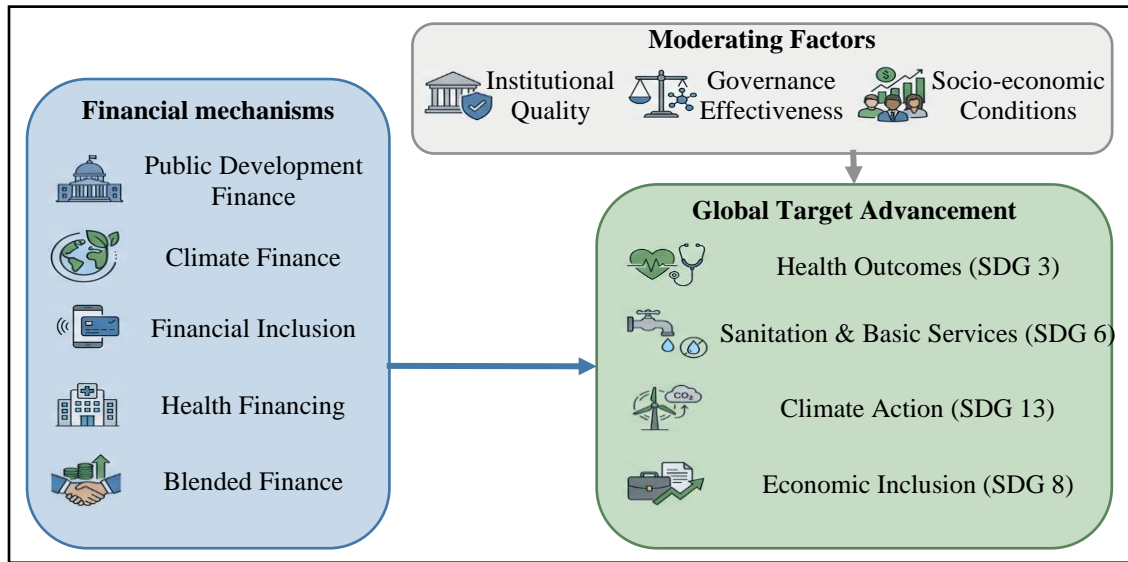 Moderating Factors
Institutional
Quality
Governance
Effectiveness
Socio-economic
Conditions
Financial mechanisms
Public Development
Finance
Climate Finance
Financial Inclusion
Health Financing
Blended Finance
Global Target Advancement
Health Outcomes (SDG 3)
Sanitation & Basic Services (SDG 6)
CO₂
Climate Action (SDG 13)
Economic Inclusion (SDG 8)